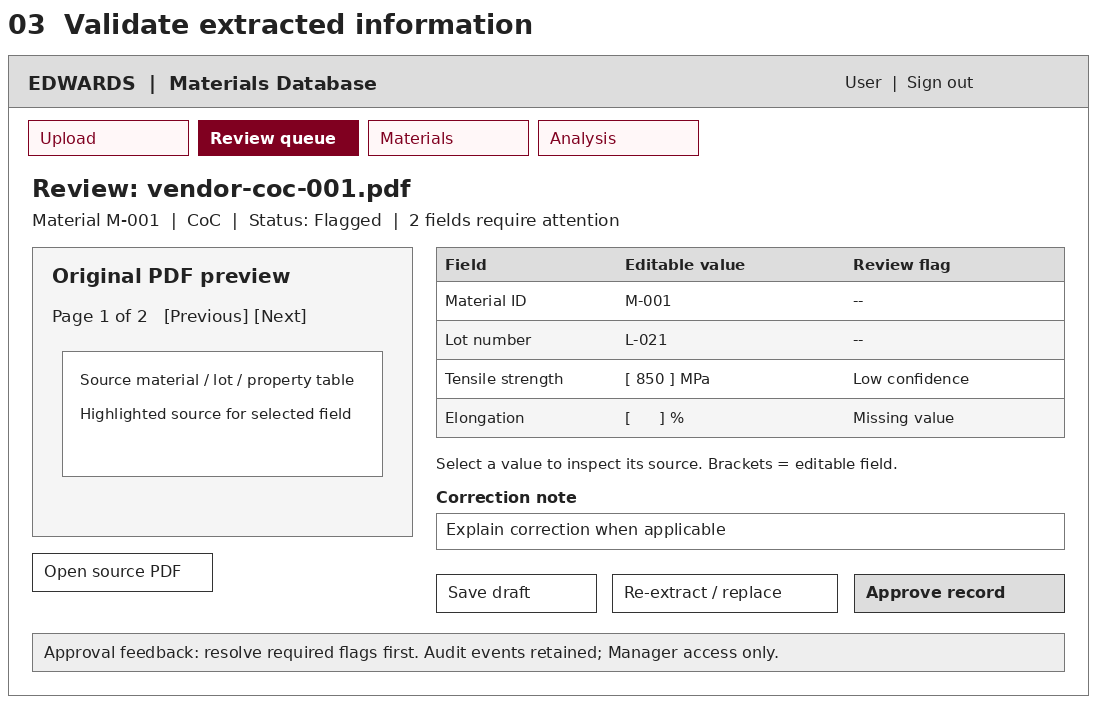 03 Validate extracted information
EDWARDS | Materials Database
User | Sign out
Upload
Review queue
Materials
Analysis
Review: vendor-coc-001.pdf
Material M-001 | CoC | Status: Flagged | 2 fields require attention
Original PDF preview
Page 1 of 2 [Previous] [Next]
Source material / lot / property table
Highlighted source for selected field
Open source PDF
Field Editable value Review flag
Material ID M-001 --
Lot number L-021 --
Tensile strength [ 850 ] MPa Low confidence
Elongation [ ] % Missing value
Select a value to inspect its source. Brackets = editable field.
Correction note
Explain correction when applicable
Save draft
Re-extract / replace
Approve record
Approval feedback: resolve required flags first. Audit events retained; Manager access only.